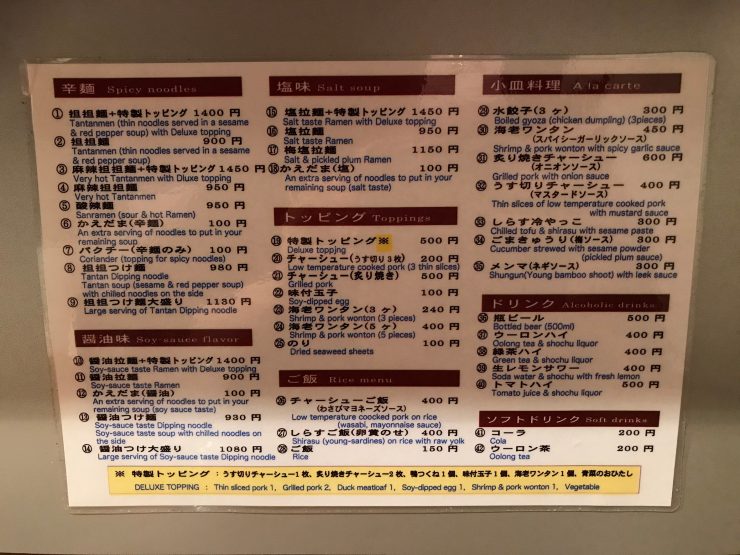 辛麺 Spicy noodles
① 担担麺+特製トッピング 1400 円
Tantanmen (thin noodles served in a sesame
& red pepper soup) with Deluxe topping
② 担担麺 900 円
Tantanmen (thin noodles served in a sesame
& red pepper soup)
③ 麻辣担担麺+特製トッピング 1450 円
Very hot Tantanmen with Dluxe topping
④ 麻辣担担麺 950 円
Very hot Tantanmen
⑤ 酸辣麺 950 円
Sanramen (sour & hot Ramen)
⑥ かえだま(辛麺) 100 円
An extra serving of noodles to put in your
remaining soup
⑦ パクチー(辛麺のみ) 100 円
Coriander (topping for spicy noodles)
⑧ 担担つけ麺 980 円
Tantan Dipping noodle
Tantan soup (sesame & red pepper soup)
with chilled noodles on the side
⑨ 担担つけ麺大盛り 1130 円
Large serving of Tantan Dipping noodle
醤油味 Soy-sauce flavor
⑩ 醤油拉麺+特製トッピング 1400 円
Soy-sauce taste Ramen with Deluxe topping
⑪ 醤油拉麺 900 円
Soy-sauce taste Ramen
⑫ かえだま(醤油) 100 円
An extra serving of noodles to put in your
remaining soup (soy sauce taste)
⑬ 醤油つけ麺 930 円
Soy-sauce taste Dipping noodle
Soy-sauce taste soup with chilled noodles on
the side
⑭ 醤油つけ麺大盛り 1080 円
Large serving of Soy-sauce taste Dipping noodle
塩味 Salt soup
⑮ 塩拉麺+特製トッピング 1450 円
Salt taste Ramen with Deluxe topping
⑯ 塩拉麺 950 円
Salt taste Ramen
⑰ 梅塩拉麺 1150 円
Salt & pickled plum Ramen
⑱ かえだま(塩) 100 円
An extra serving of noodles to put in your
remaining soup (salt taste)
トッピング Toppings
⑲ 特製トッピング※ 500 円
Deluxe topping
⑳ チャーシュー(うす切り3枚) 200 円
Low temperature cooked pork (3 thin slices)
㉑ チャーシュー(炙り焼き) 500 円
Grilled pork
㉒ 味付玉子 100 円
Soy-dipped egg
㉓ 海老ワンタン(3ヶ) 240 円
Shrimp & pork wonton (3 pieces)
㉔ 海老ワンタン(5ヶ) 400 円
Shrimp & pork wonton (5 pieces)
㉕ のり 100 円
Dried seaweed sheets
ご飯 Rice menu
㉖ チャーシューご飯 400 円
(わさびマヨネーズソース)
Low temperature coocked pork on rice
(wasabi, mayonnaise sauce)
㉗ しらすご飯(卵黄のせ) 400 円
Shirasu (young-sardines) on rice with raw yolk
㉘ ご飯 150 円
Rice
小皿料理 A la carte
㉙ 水餃子(3ヶ) 300 円
Boiled gyoza (chicken dumpling) (3pieces)
㉚ 海老ワンタン 450 円
(スパイシーガーリックソース)
Shrimp & pork wonton with spicy garlic sauce
㉛ 炙り焼きチャーシュー 600 円
(オニオンソース)
Grilled pork with onion sauce
㉜ うす切りチャーシュー 400 円
(マスタードソース)
Thin slices of low temperature cooked pork
with mustard sauce
㉝ しらす冷やっこ 300 円
Chilled tofu & shirasu with sesame paste
㉞ ごまきゅうり(梅ソース) 300 円
Cucumber strewed with sesame powder
(pickled plum sauce)
㉟ メンマ(ネギソース) 300 円
Shungun(Young bamboo shoot) with leek sauce
ドリンク Alcoholic drinks
㊱ 瓶ビール 500 円
Bottled beer (500ml)
㊲ ウーロンハイ 400 円
Oolong tea & shochu liquor
㊳ 緑茶ハイ 400 円
Green tea & shochu liquor
㊴ 生レモンサワー 400 円
Soda water & shochu with fresh lemon
㊵ トマトハイ 400 円
Tomato juice & shochu liquor
ソフトドリンク Soft drinks
㊶ コーラ 200 円
Cola
㊷ ウーロン茶 200 円
Oolong tea
※ 特製トッピング : うす切りチャーシュー1枚、炙り焼きチャーシュー2枚、鴨つくね1個、味付玉子1個、海老ワンタン1個、青菜のおひたし
DELUXE TOPPING : Thin sliced pork 1, Grilled pork 2, Duck meatloaf 1, Soy-dipped egg 1, Shrimp & pork wonton 1, Vegetable